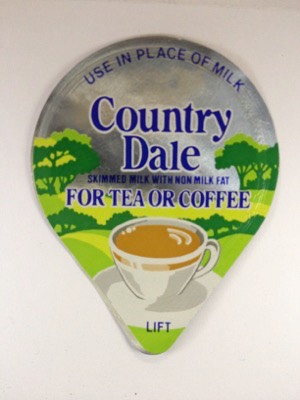 USE IN PLACE OF MILK
Country
Dale
SKIMMED MILK WITH NON MILK FAT
FOR TEA OR COFFEE
LIFT